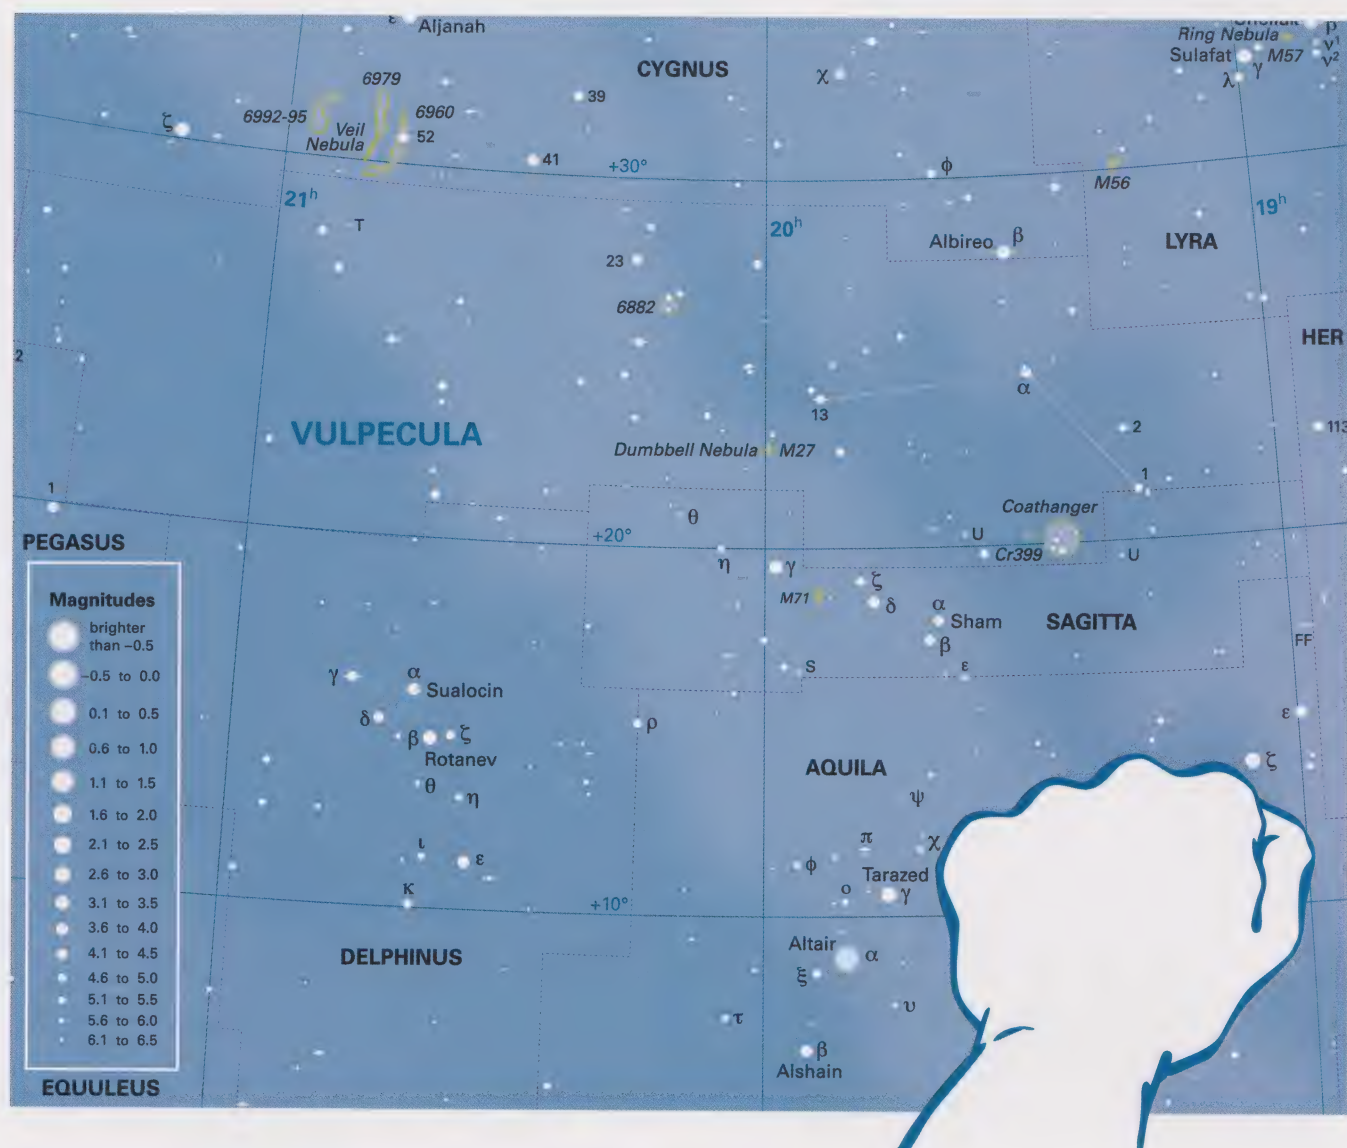 ε Aljanah
CYGNUS
χ
Ring Nebula
β
Sulafat γ M57
ν1
ν2
λ
6979
39
6992-95
6960
ζ
Veil
Nebula
52
41
+30°
φ
M56
21h
20h
19h
T
Albireo β
LYRA
23
6882
HER
2
α
13
VULPECULA
2
113
Dumbbell Nebula M27
1
1
Coathanger
θ
PEGASUS
+20°
U
Cr399
U
η
γ
ζ
M71
δ
α
Sham
SAGITTA
β
FF
S
ε
Magnitudes
brighter
than –0.5
–0.5 to 0.0
0.1 to 0.5
0.6 to 1.0
1.1 to 1.5
1.6 to 2.0
2.1 to 2.5
2.6 to 3.0
3.1 to 3.5
3.6 to 4.0
4.1 to 4.5
4.6 to 5.0
5.1 to 5.5
5.6 to 6.0
6.1 to 6.5
γ
α
Sualocin
δ
β
ζ
Rotanev
ρ
ε
ζ
AQUILA
θ
η
ψ
π
χ
ι
ε
φ
Tarazed
κ
ο
γ
+10°
Altair
α
DELPHINUS
ξ
υ
τ
β
Alshain
EQUULEUS